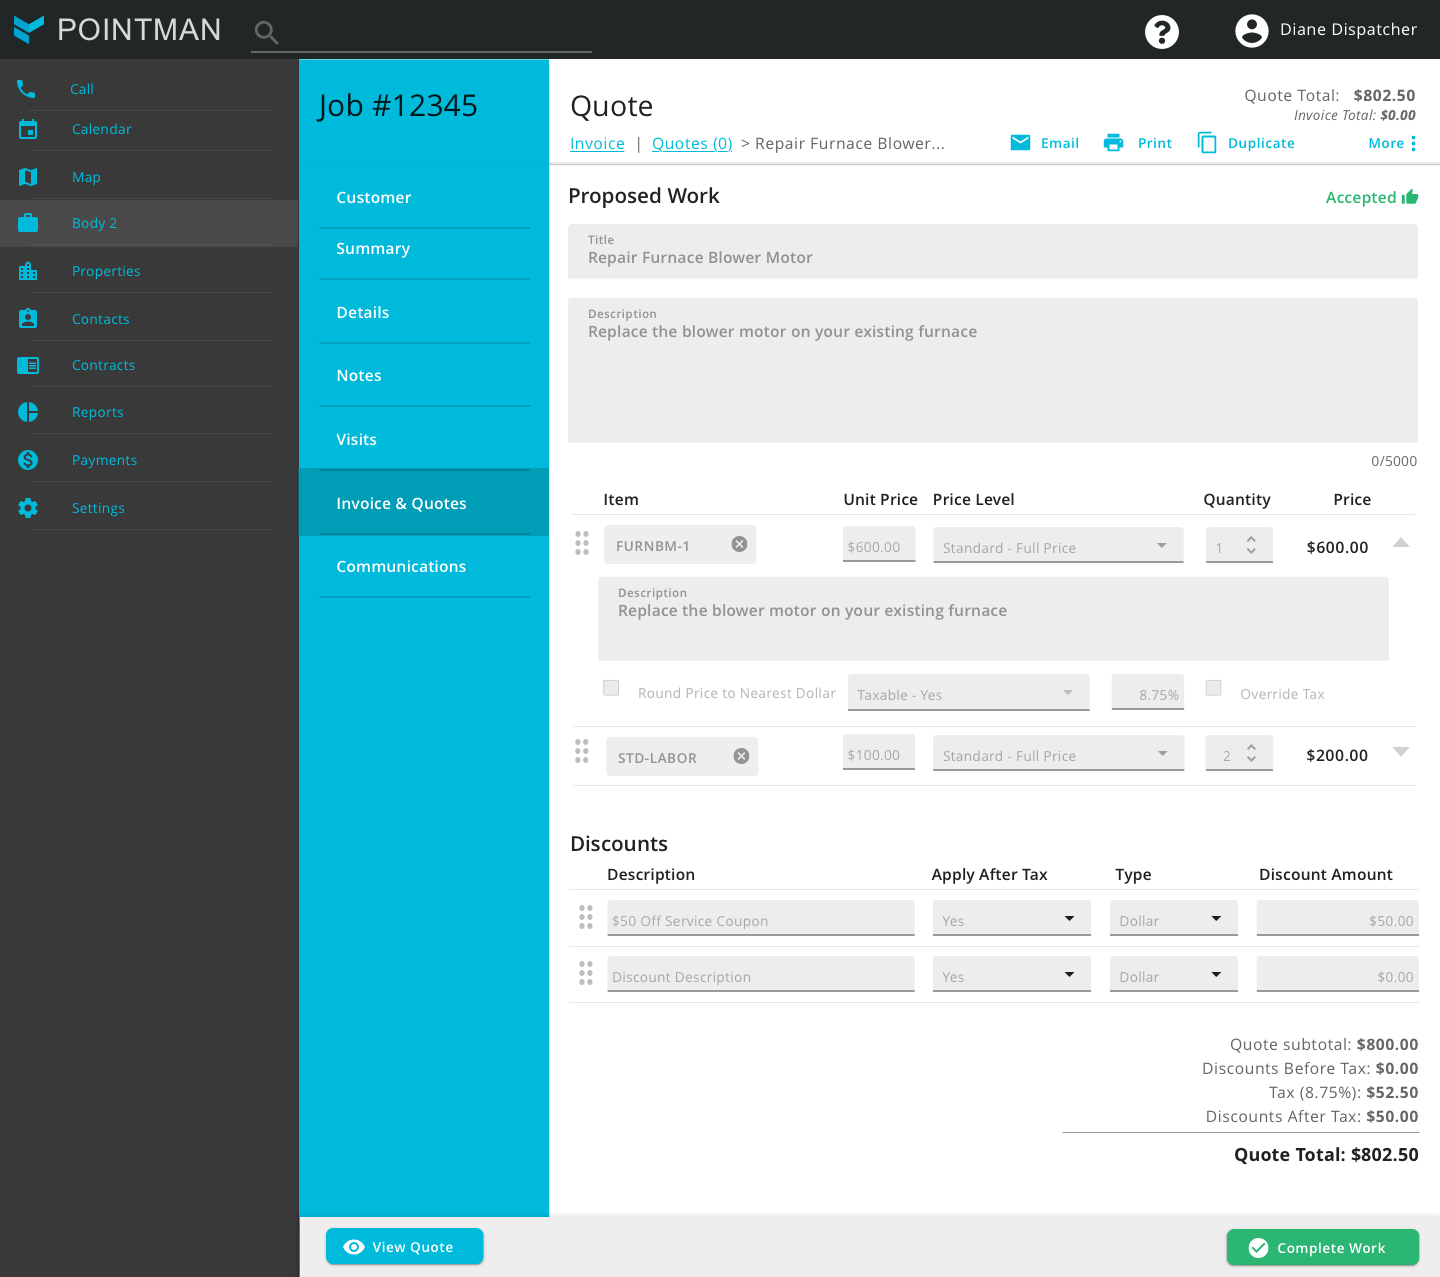 POINTMAN
Diane Dispatcher
Call
Calendar
Map
Body 2
Properties
Contacts
Contracts
Reports
Payments
Settings
Job #12345
Customer
Summary
Details
Notes
Visits
Invoice & Quotes
Communications
Quote
Quote Total: $802.50
Invoice Total: $0.00
Invoice | Quotes (0) > Repair Furnace Blower...
Email Print Duplicate More
Proposed Work
Accepted
Title
Repair Furnace Blower Motor
Description
Replace the blower motor on your existing furnace
0/5000
Item Unit Price Price Level Quantity Price
FURNBM-1 $600.00 Standard - Full Price 1 $600.00
Description
Replace the blower motor on your existing furnace
Round Price to Nearest Dollar Taxable - Yes 8.75% Override Tax
STD-LABOR $100.00 Standard - Full Price 2 $200.00
Discounts
Description Apply After Tax Type Discount Amount
$50 Off Service Coupon Yes Dollar $50.00
Discount Description Yes Dollar $0.00
Quote subtotal: $800.00
Discounts Before Tax: $0.00
Tax (8.75%): $52.50
Discounts After Tax: $50.00
Quote Total: $802.50
View Quote
Complete Work